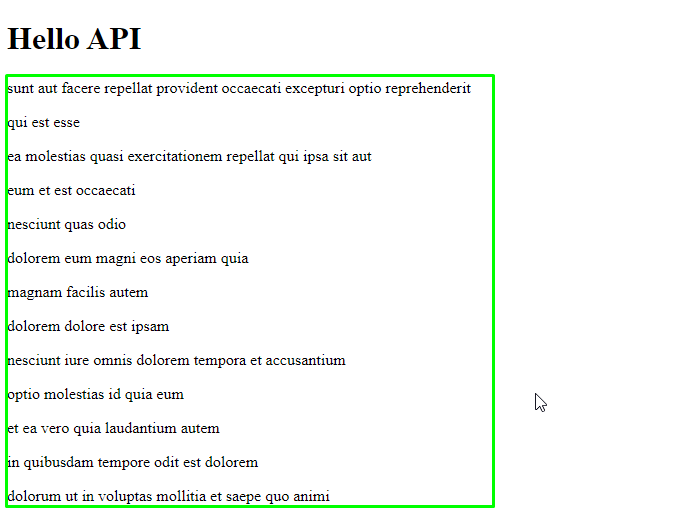 Hello API
sunt aut facere repellat provident occaecati excepturi optio reprehenderit
qui est esse
ea molestias quasi exercitationem repellat qui ipsa sit aut
eum et est occaecati
nesciunt quas odio
dolorem eum magni eos aperiam quia
magnam facilis autem
dolorem dolore est ipsam
nesciunt iure omnis dolorem tempora et accusantium
optio molestias id quia eum
et ea vero quia laudantium autem
in quibusdam tempore odit est dolorem
dolorum ut in voluptas mollitia et saepe quo animi